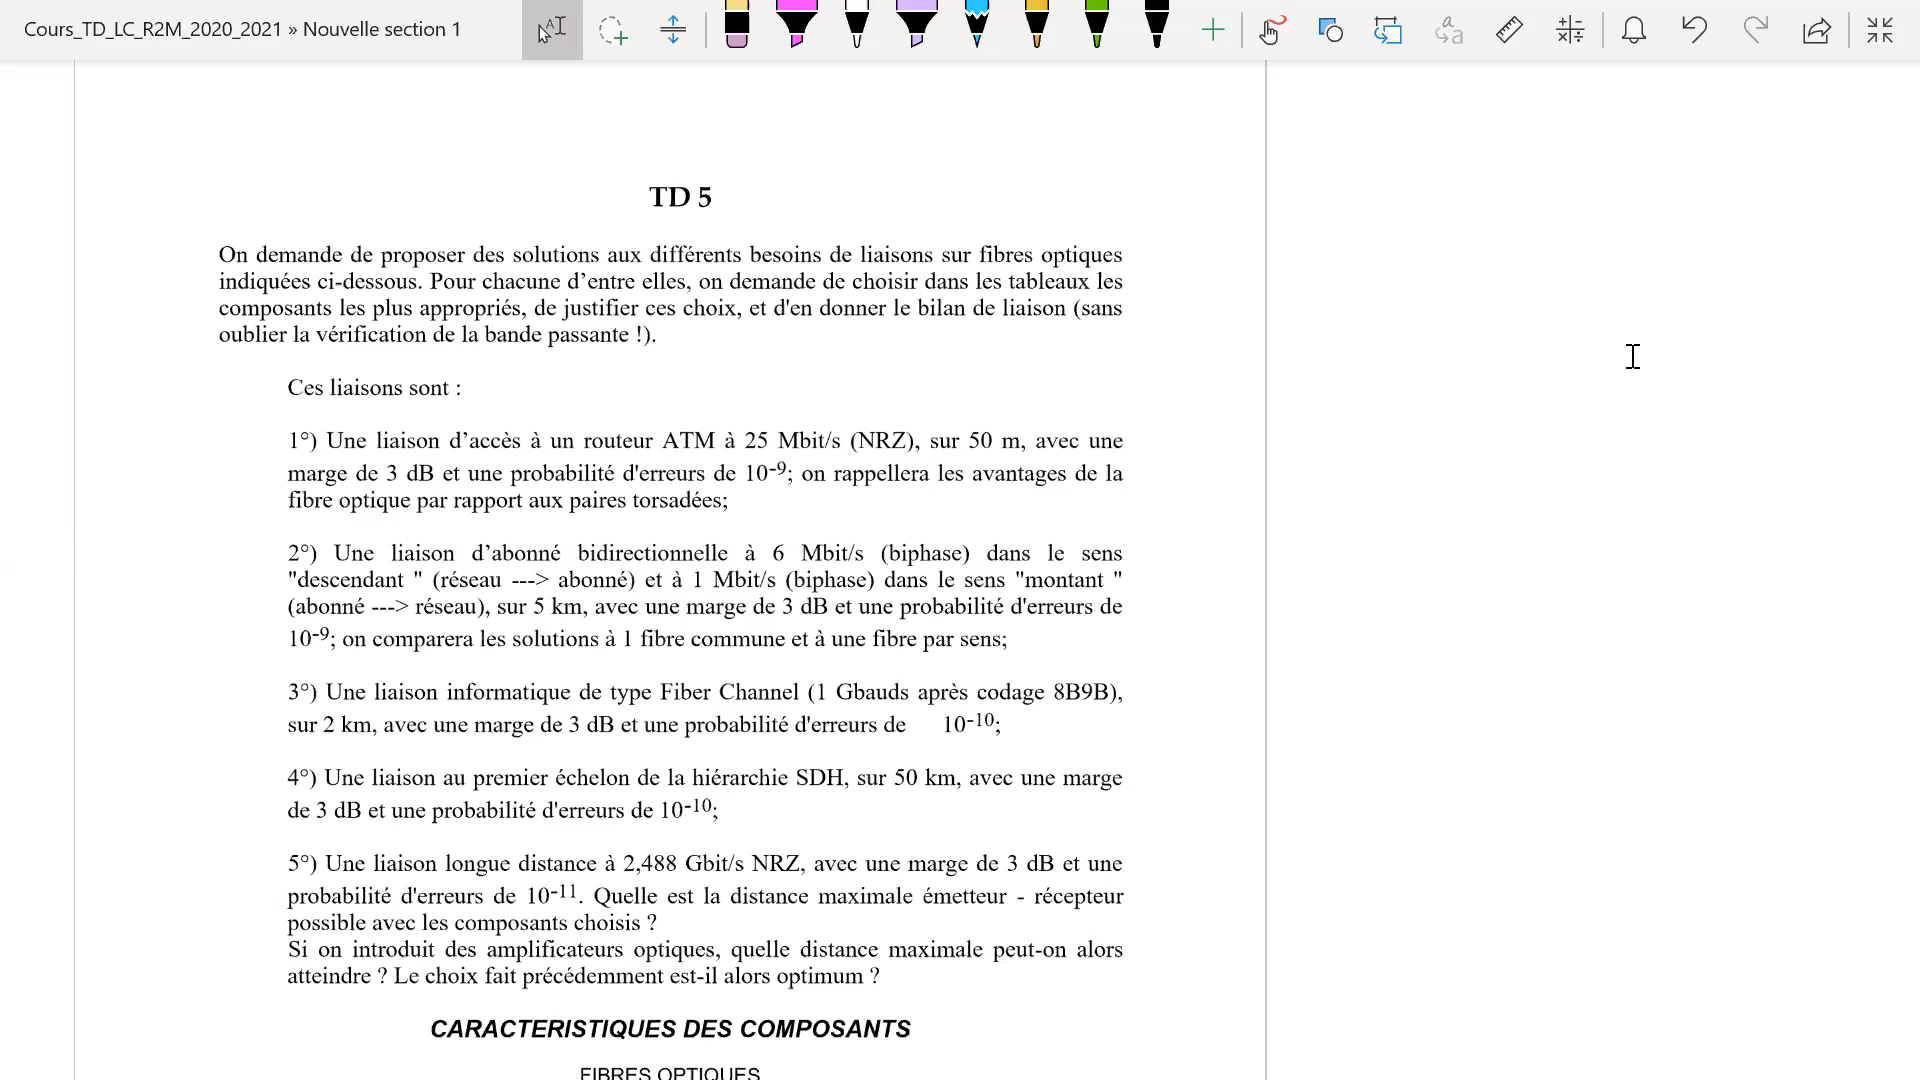 Cours_TD_LC_R2M_2020_2021 » Nouvelle section 1
TD 5
On demande de proposer des solutions aux différents besoins de liaisons sur fibres optiques
indiquées ci-dessous. Pour chacune d’entre elles, on demande de choisir dans les tableaux les
composants les plus appropriés, de justifier ces choix, et d'en donner le bilan de liaison (sans
oublier la vérification de la bande passante !).
Ces liaisons sont :
1°) Une liaison d’accès à un routeur ATM à 25 Mbit/s (NRZ), sur 50 m, avec une
marge de 3 dB et une probabilité d'erreurs de 10-9; on rappellera les avantages de la
fibre optique par rapport aux paires torsadées;
2°) Une liaison d’abonné bidirectionnelle à 6 Mbit/s (biphase) dans le sens
"descendant " (réseau ---> abonné) et à 1 Mbit/s (biphase) dans le sens "montant "
(abonné ---> réseau), sur 5 km, avec une marge de 3 dB et une probabilité d'erreurs de
10-9; on comparera les solutions à 1 fibre commune et à une fibre par sens;
3°) Une liaison informatique de type Fiber Channel (1 Gbauds après codage 8B9B),
sur 2 km, avec une marge de 3 dB et une probabilité d'erreurs de 10-10;
4°) Une liaison au premier échelon de la hiérarchie SDH, sur 50 km, avec une marge
de 3 dB et une probabilité d'erreurs de 10-10;
5°) Une liaison longue distance à 2,488 Gbit/s NRZ, avec une marge de 3 dB et une
probabilité d'erreurs de 10-11. Quelle est la distance maximale émetteur - récepteur
possible avec les composants choisis ?
Si on introduit des amplificateurs optiques, quelle distance maximale peut-on alors
atteindre ? Le choix fait précédemment est-il alors optimum ?
CARACTERISTIQUES DES COMPOSANTS
FIBRES OPTIQUES